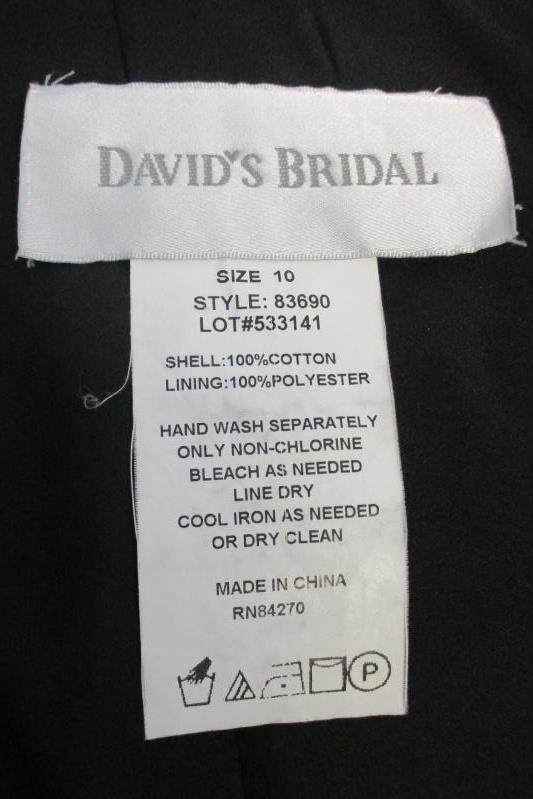 DAVID'S BRIDAL
SIZE 10
STYLE: 83690
LOT#533141
SHELL:100%COTTON
LINING:100%POLYESTER
HAND WASH SEPARATELY
ONLY NON-CHLORINE
BLEACH AS NEEDED
LINE DRY
COOL IRON AS NEEDED
OR DRY CLEAN
MADE IN CHINA
RN84270
P